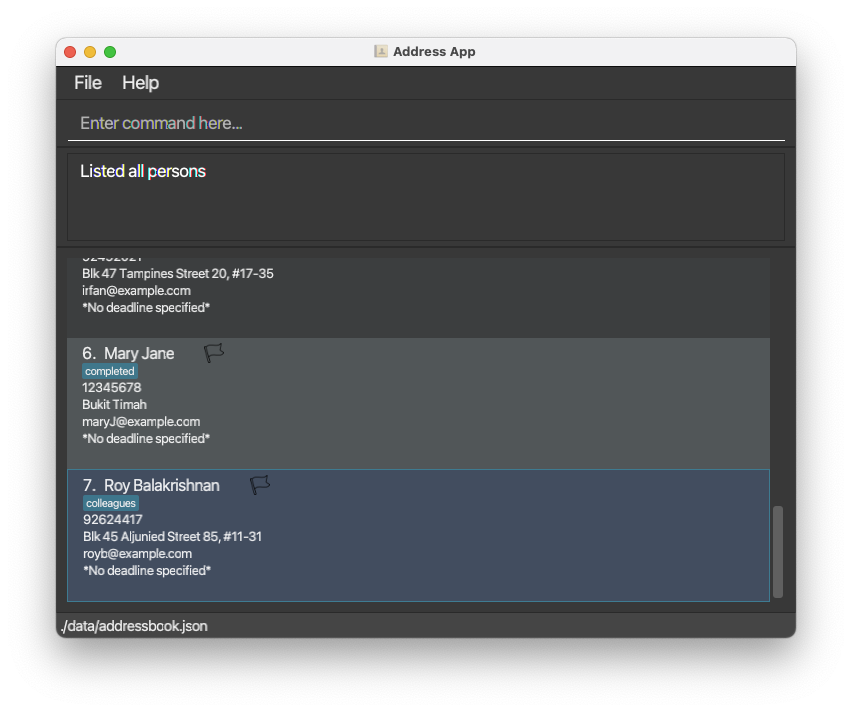 Address App
File Help
Enter command here...
Listed all persons
Blk 47 Tampines Street 20, #17-35
irfan@example.com
*No deadline specified*
6. Mary Jane
completed
12345678
Bukit Timah
maryJ@example.com
*No deadline specified*
7. Roy Balakrishnan
colleagues
92624417
Blk 45 Aljunied Street 85, #11-31
royb@example.com
*No deadline specified*
./data/addressbook.json